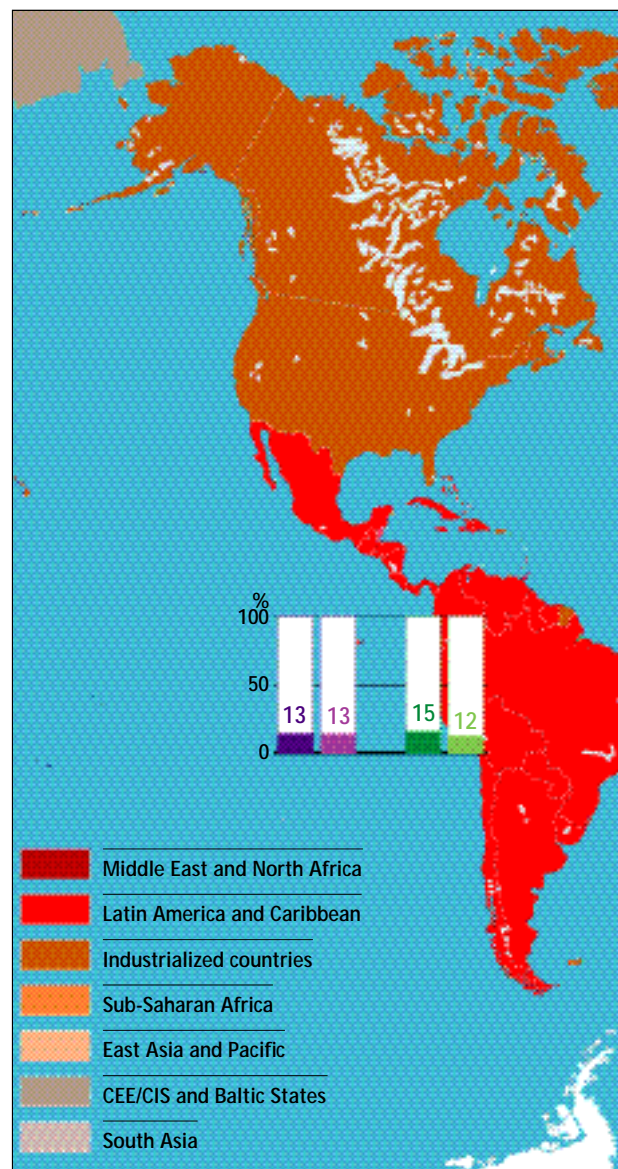 %
100
50
0
13 13 15 12
Middle East and North Africa
Latin America and Caribbean
Industrialized countries
Sub-Saharan Africa
East Asia and Pacific
CEE/CIS and Baltic States
South Asia